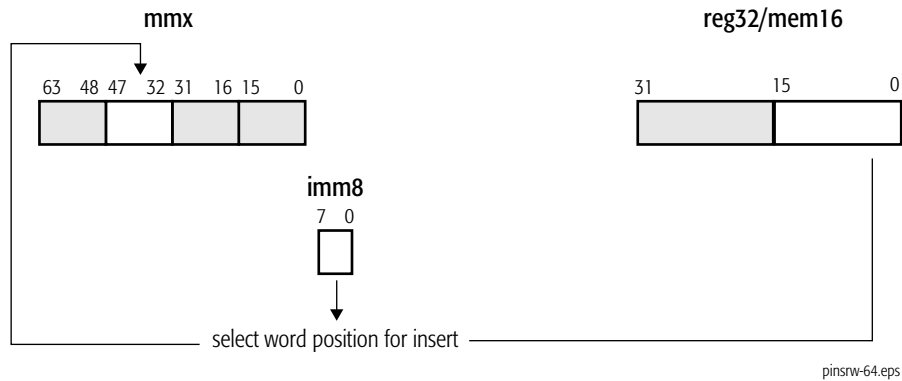 mmx
reg32/mem16
63 48 47 32 31 16 15 0
31 15 0
imm8
7 0
select word position for insert
pinsrw-64.eps